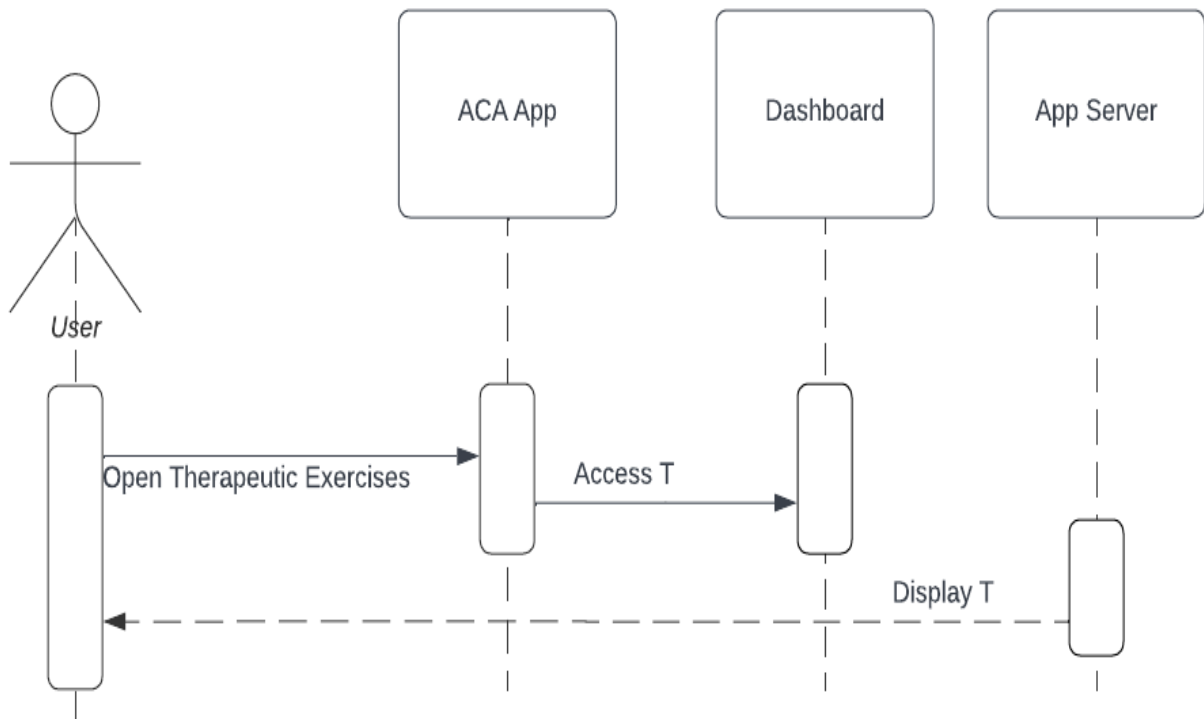 ACA App
Dashboard
App Server
User
Open Therapeutic Exercises
Access T
Display T